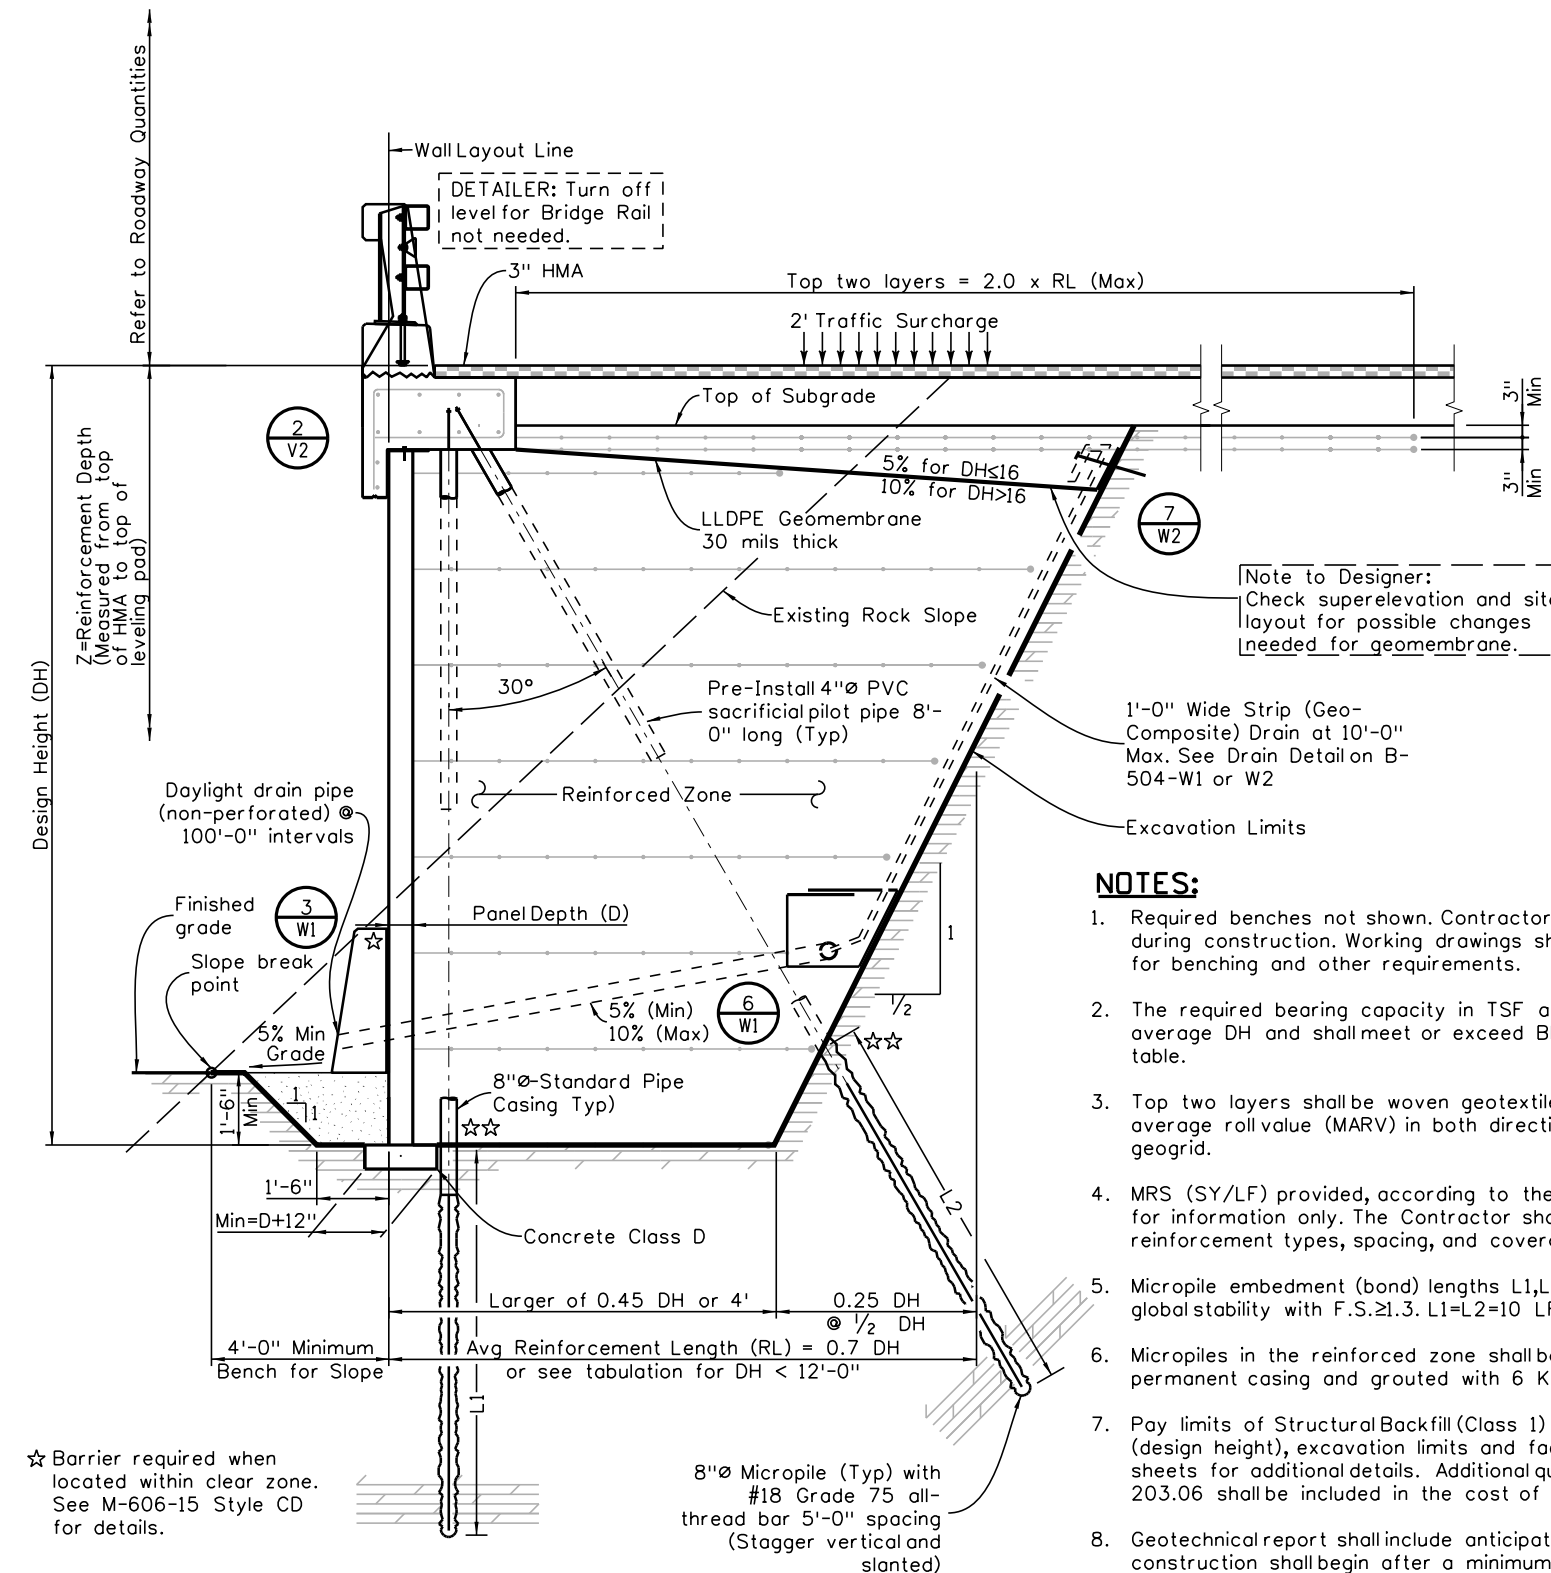 Refer to Roadway Quantities
Wall Layout Line
DETAILER: Turn off
level for Bridge Rail
not needed.
3" HMA
Top two layers = 2.0 x RL (Max)
2' Traffic Surcharge
Top of Subgrade
3"
Min
3"
Min
2
V2
5% for DH≤16
10% for DH>16
7
W2
LLDPE Geomembrane
30 mils thick
Z=Reinforcement Depth
(Measured from top
of HMA to top of
leveling pad)
Note to Designer:
Check superelevation and site
layout for possible changes
needed for geomembrane.
Existing Rock Slope
Design Height (DH)
30°
Pre-Install 4"Ø PVC
sacrificial pilot pipe 8'-
0" long (Typ)
1'-0" Wide Strip (Geo-
Composite) Drain at 10'-0"
Max. See Drain Detail on B-
504-W1 or W2
Daylight drain pipe
(non-perforated) @
100'-0" intervals
Reinforced Zone
Excavation Limits
Finished
grade
3
W1
Panel Depth (D)
1
1/2
Slope break
point
☆
5% Min
Grade
5% (Min)
10% (Max)
6
W1
☆☆
8"Ø-Standard Pipe
Casing Typ)
1'-6"
Min
1
1
☆☆
1'-6"
Min=D+12"
Concrete Class D
L2
Larger of 0.45 DH or 4'
0.25 DH
@ 1/2 DH
4'-0" Minimum
Bench for Slope
Avg Reinforcement Length (RL) = 0.7 DH
or see tabulation for DH < 12'-0"
L1
☆ Barrier required when
located within clear zone.
See M-606-15 Style CD
for details.
8"Ø Micropile (Typ) with
#18 Grade 75 all-
thread bar 5'-0" spacing
(Stagger vertical and
slanted)
NOTES:
1. Required benches not shown. Contractor
during construction. Working drawings sh
for benching and other requirements.
2. The required bearing capacity in TSF a
average DH and shall meet or exceed B
table.
3. Top two layers shall be woven geotextile
average roll value (MARV) in both directi
geogrid.
4. MRS (SY/LF) provided, according to the
for information only. The Contractor sha
reinforcement types, spacing, and cover
5. Micropile embedment (bond) lengths L1,L
global stability with F.S.≥1.3. L1=L2=10 LF
6. Micropiles in the reinforced zone shall be
permanent casing and grouted with 6 K
7. Pay limits of Structural Backfill (Class 1)
(design height), excavation limits and fa
sheets for additional details. Additional qu
203.06 shall be included in the cost of
8. Geotechnical report shall include anticipat
construction shall begin after a minimum